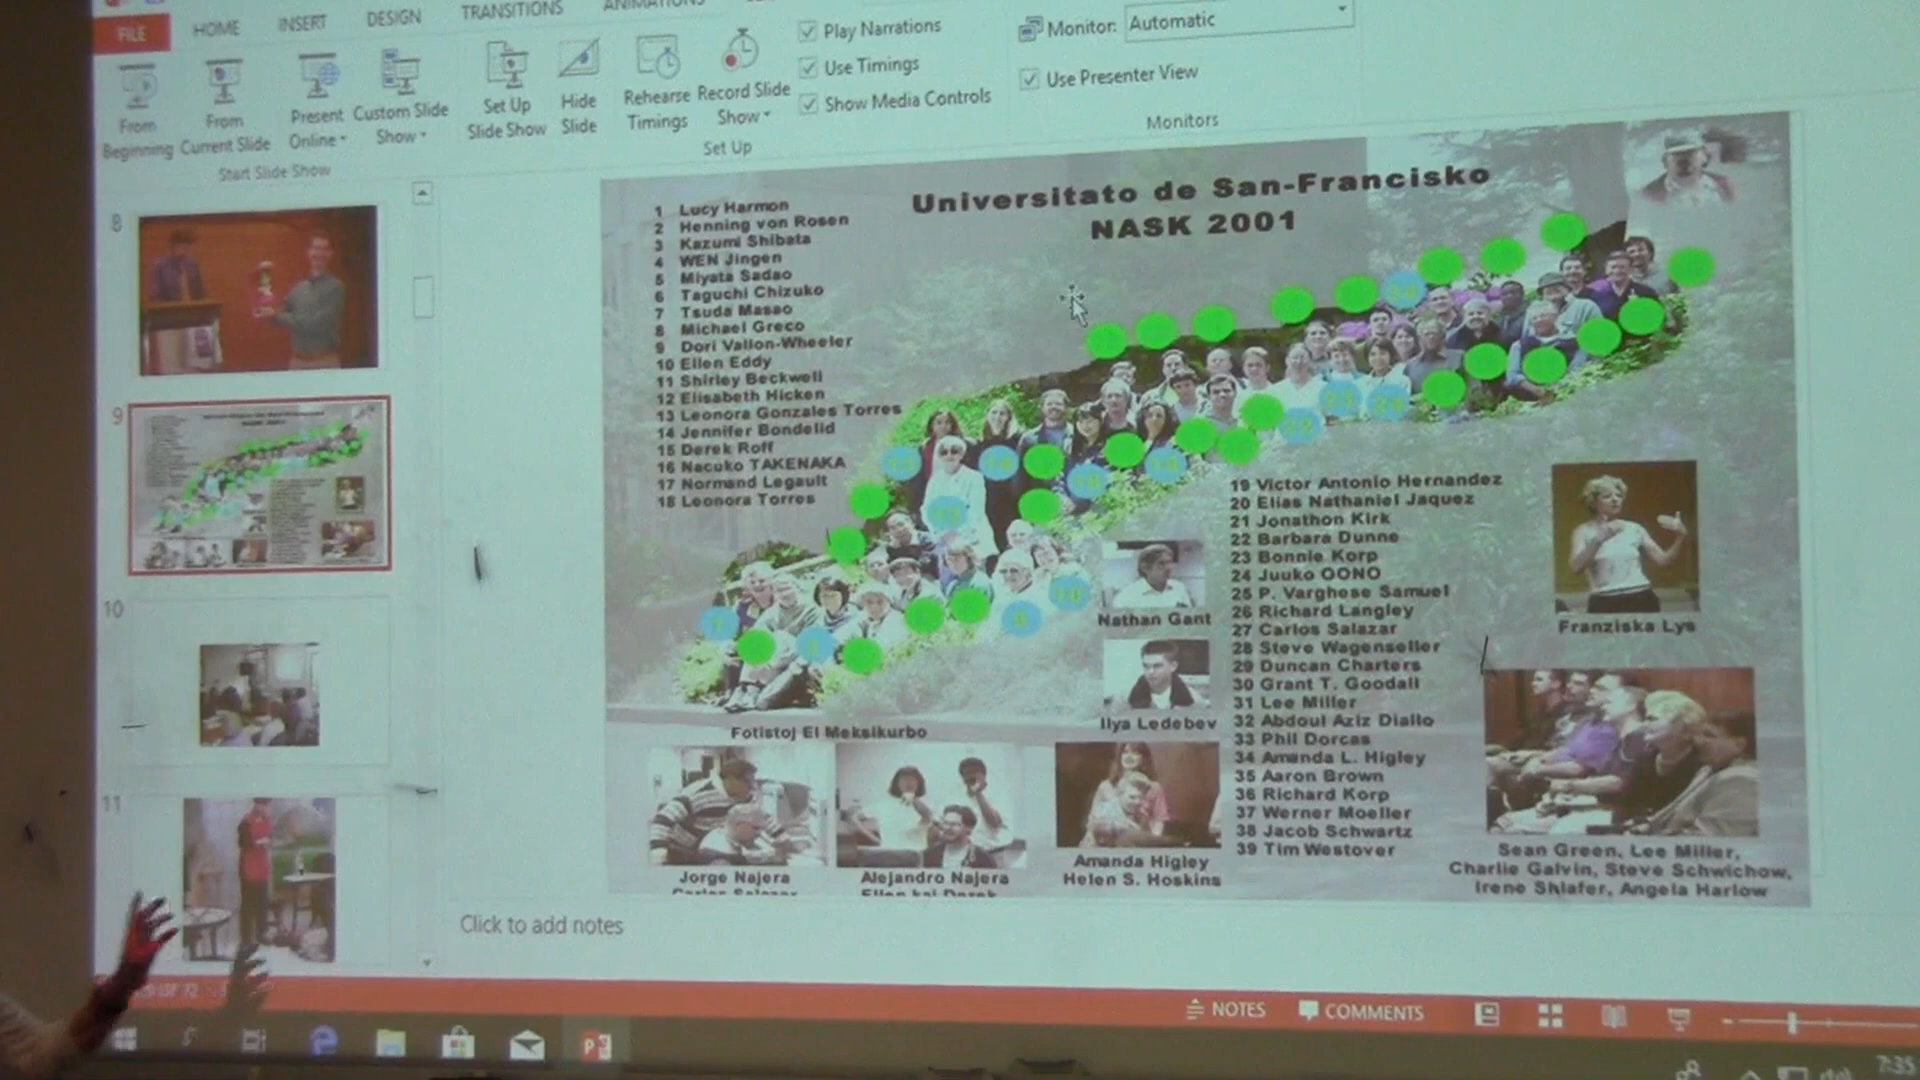 FILE
HOME
INSERT
DESIGN
TRANSITIONS
From Beginning
From Current Slide
Present Online
Custom Slide Show
Start Slide Show
Set Up Slide Show
Hide Slide
Rehearse Timings
Record Slide Show
Play Narrations
Use Timings
Show Media Controls
Set Up
Monitor: Automatic
Use Presenter View
Monitors
8
9
10
11
Universitato de San-Francisko
NASK 2001
1 Lucy Harmon
2 Henning von Rosen
3 Kazumi Shibata
4 WEN Jingen
5 Miyata Sadao
6 Taguchi Chizuko
7 Tsuda Masao
8 Michael Greco
9 Dori Vallon-Wheeler
10 Ellen Eddy
11 Shirley Beckwell
12 Elisabeth Hicken
13 Leonora Gonzales Torres
14 Jennifer Bondelid
15 Derek Roff
16 Nacuko TAKENAKA
17 Normand Legault
18 Leonora Torres
19 Victor Antonio Hernandez
20 Elias Nathaniel Jaquez
21 Jonathon Kirk
22 Barbara Dunne
23 Bonnie Korp
24 Juuko OONO
25 P. Varghese Samuel
26 Richard Langley
27 Carlos Salazar
28 Steve Wagenseller
29 Duncan Charters
30 Grant T. Goodall
31 Lee Miller
32 Abdoul Aziz Diallo
33 Phil Dorcas
34 Amanda L. Higley
35 Aaron Brown
36 Richard Korp
37 Werner Moeller
38 Jacob Schwartz
39 Tim Westover
Nathan Gant
Ilya Ledebev
Franziska Lys
Fotistoj El Meksikurbo
Jorge Najera
Carlos Salazar
Alejandro Najera
Ellen kaj Derek
Amanda Higley
Helen S. Hoskins
Sean Green, Lee Miller,
Charlie Galvin, Steve Schwichow,
Irene Shlafer, Angela Harlow
Click to add notes
NOTES
COMMENTS
7:35